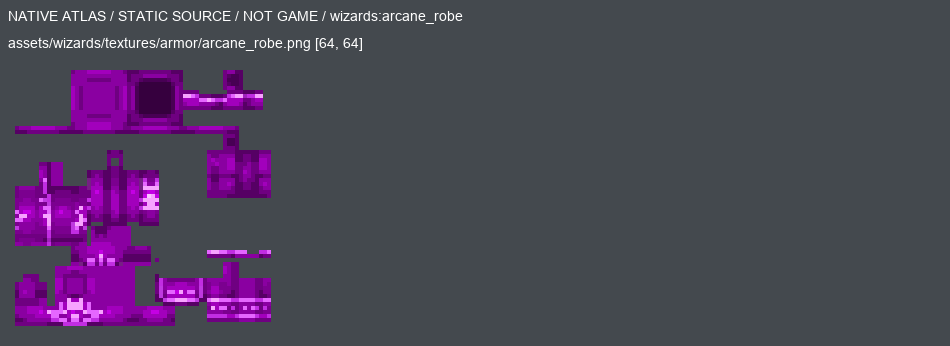 NATIVE ATLAS / STATIC SOURCE / NOT GAME / wizards:arcane_robe
assets/wizards/textures/armor/arcane_robe.png [64, 64]